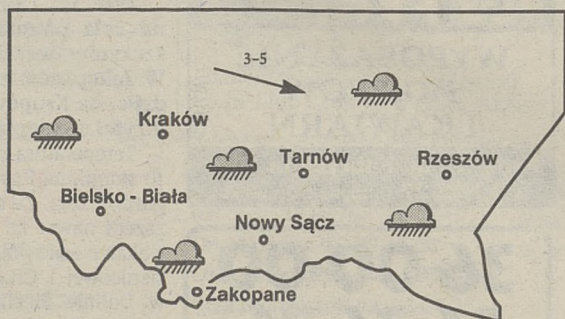 3-5
Kraków
Tarnów
Rzeszów
Bielsko - Biała
Nowy Sącz
Zakopane